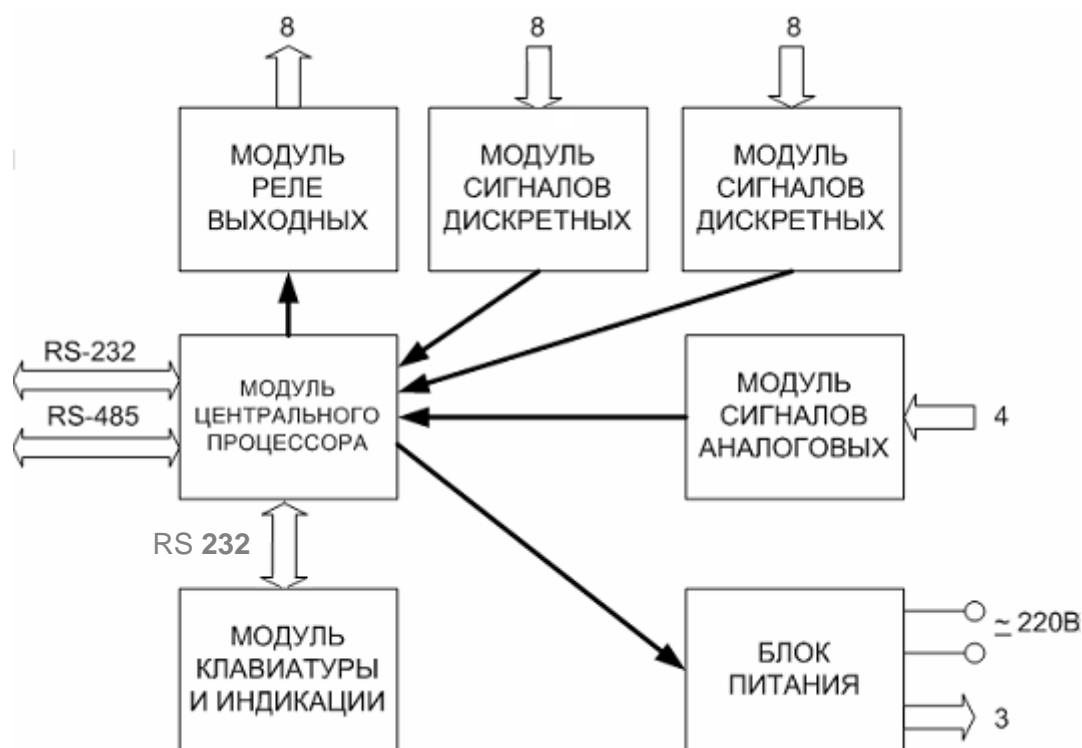 8
8
8
МОДУЛЬ
РЕЛЕ
ВЫХОДНЫХ
МОДУЛЬ
СИГНАЛОВ
ДИСКРЕТНЫХ
МОДУЛЬ
СИГНАЛОВ
ДИСКРЕТНЫХ
RS-232
RS-485
МОДУЛЬ
ЦЕНТРАЛЬНОГО
ПРОЦЕССОРА
МОДУЛЬ
СИГНАЛОВ
АНАЛОГОВЫХ
4
RS 232
МОДУЛЬ
КЛАВИАТУРЫ
И ИНДИКАЦИИ
БЛОК
ПИТАНИЯ
~ 220В
3